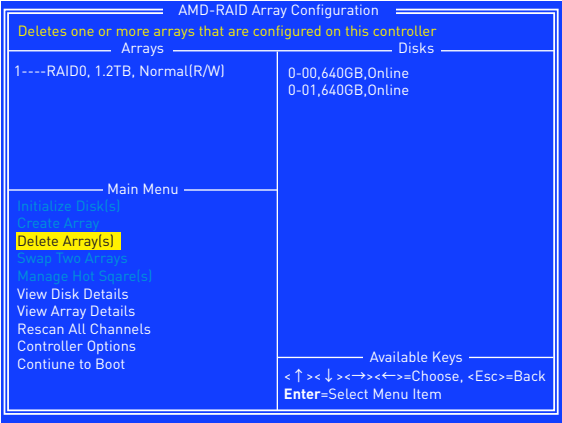 AMD-RAID Array Configuration
Deletes one or more arrays that are configured on this controller
Arrays
1----RAID0, 1.2TB, Normal(R/W)
Disks
0-00,640GB,Online
0-01,640GB,Online
Main Menu
Initialize Disk(s)
Create Array
Delete Array(s)
Swap Two Arrays
Manage Hot Sqare(s)
View Disk Details
View Array Details
Rescan All Channels
Controller Options
Contiune to Boot
Available Keys
<↑><↓><→><←>=Choose, <Esc>=Back
Enter=Select Menu Item